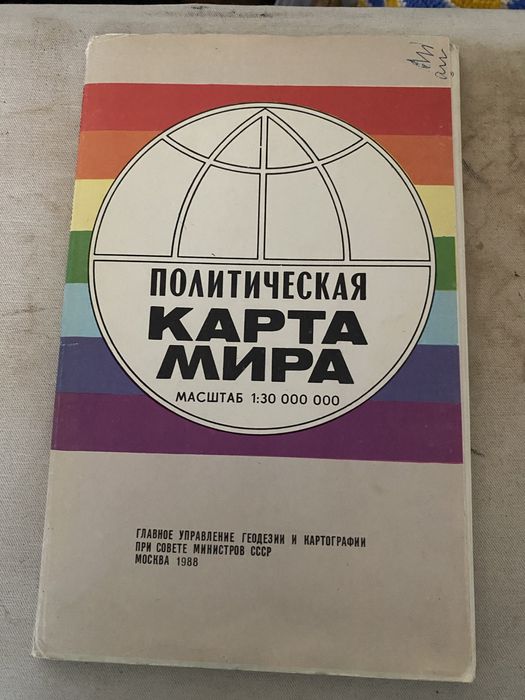 ПОЛИТИЧЕСКАЯ
КАРТА
МИРА
МАСШТАБ 1:30 000 000
ГЛАВНОЕ УПРАВЛЕНИЕ ГЕОДЕЗИИ И КАРТОГРАФИИ
ПРИ СОВЕТЕ МИНИСТРОВ СССР
МОСКВА 1988